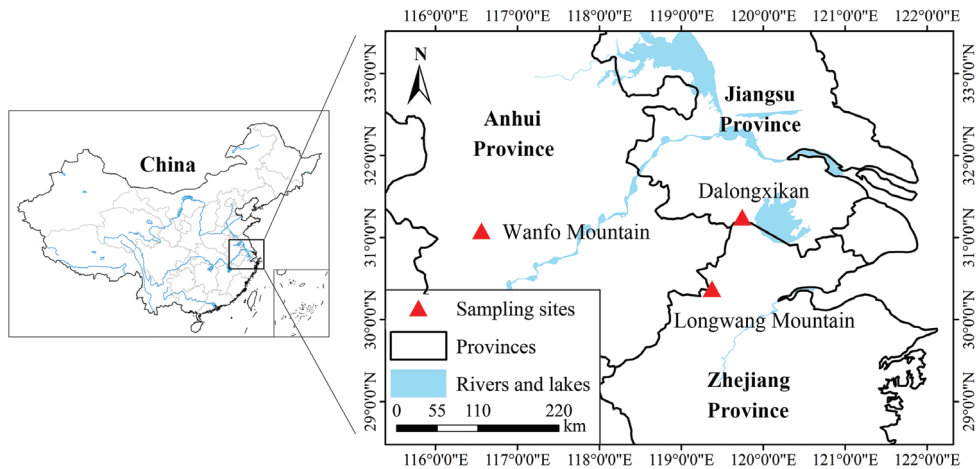 116°0'0"E 117°0'0"E 118°0'0"E 119°0'0"E 120°0'0"E 121°0'0"E 122°0'0"E
N
33°0'0"N
32°0'0"N
31°0'0"N
30°0'0"N
29°0'0"N
China
Anhui
Province
Jiangsu
Province
Dalongxikan
Wanfo Mountain
Longwang Mountain
Zhejiang
Province
Sampling sites
Provinces
Rivers and lakes
0 55 110 220
km
33°0'0"N
32°0'0"N
31°0'0"N
30°0'0"N
29°0'0"N
116°0'0"E 117°0'0"E 118°0'0"E 119°0'0"E 120°0'0"E 121°0'0"E 122°0'0"E